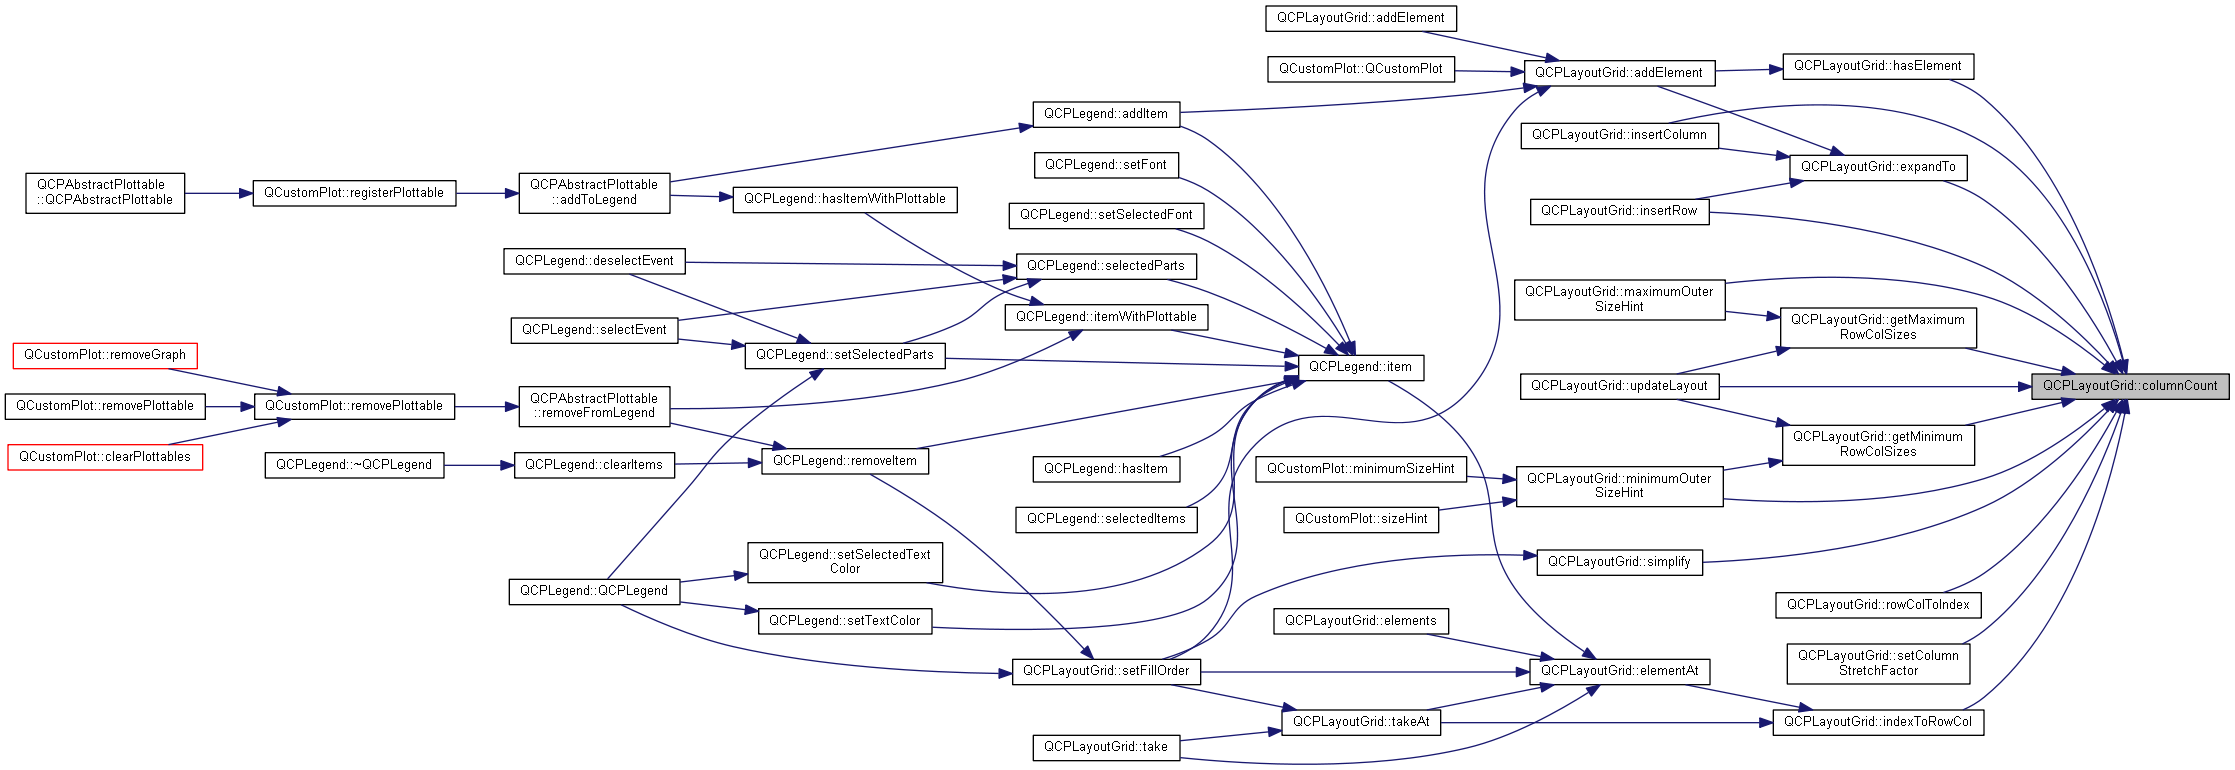 QCPLayoutGrid::addElement
QCustomPlot::QCustomPlot
QCPLayoutGrid::addElement
QCPLayoutGrid::hasElement
QCPLegend::addItem
QCPLayoutGrid::insertColumn
QCPLegend::setFont
QCPLayoutGrid::expandTo
QCPAbstractPlottable
::QCPAbstractPlottable
QCustomPlot::registerPlottable
QCPAbstractPlottable
::addToLegend
QCPLegend::hasItemWithPlottable
QCPLegend::setSelectedFont
QCPLayoutGrid::insertRow
QCPLegend::deselectEvent
QCPLegend::selectedParts
QCPLayoutGrid::maximumOuter
SizeHint
QCPLegend::selectEvent
QCPLegend::itemWithPlottable
QCPLayoutGrid::getMaximum
RowColSizes
QCustomPlot::removeGraph
QCPLegend::setSelectedParts
QCPLegend::item
QCPLayoutGrid::updateLayout
QCPLayoutGrid::columnCount
QCustomPlot::removePlottable
QCustomPlot::removePlottable
QCPAbstractPlottable
::removeFromLegend
QCustomPlot::clearPlottables
QCPLegend::~QCPLegend
QCPLegend::clearItems
QCPLegend::removeItem
QCPLegend::hasItem
QCustomPlot::minimumSizeHint
QCPLayoutGrid::getMinimum
RowColSizes
QCPLayoutGrid::minimumOuter
SizeHint
QCPLegend::selectedItems
QCustomPlot::sizeHint
QCPLegend::setSelectedText
Color
QCPLayoutGrid::simplify
QCPLegend::QCPLegend
QCPLegend::setTextColor
QCPLayoutGrid::elements
QCPLayoutGrid::rowColToIndex
QCPLayoutGrid::setFillOrder
QCPLayoutGrid::elementAt
QCPLayoutGrid::setColumn
StretchFactor
QCPLayoutGrid::takeAt
QCPLayoutGrid::indexToRowCol
QCPLayoutGrid::take